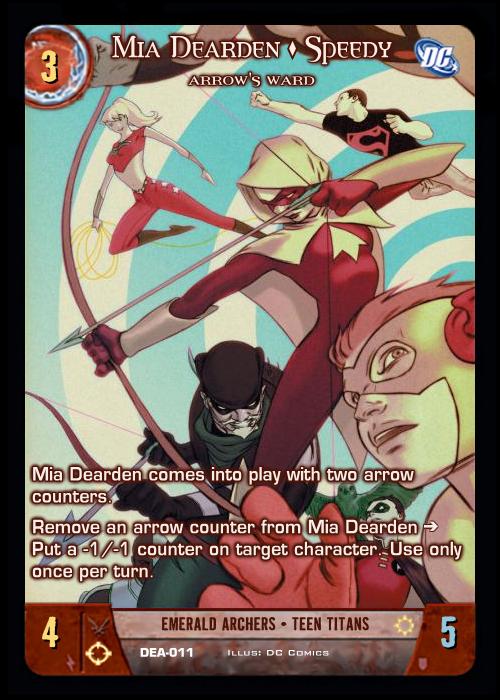 3
Mia Dearden ♦ Speedy
DC
Arrow's Ward
Mia Dearden comes into play with two arrow
counters.
Remove an arrow counter from Mia Dearden →
Put a -1/-1 counter on target character. Use only
once per turn.
4
EMERALD ARCHERS • TEEN TITANS
5
DEA-011 Illus: DC Comics